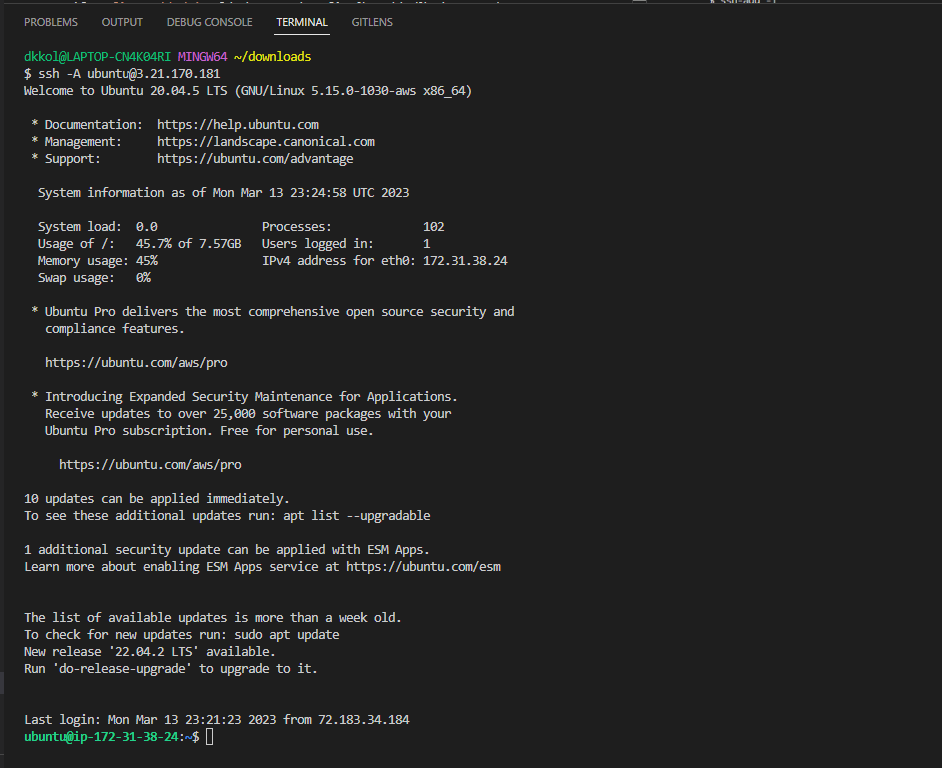 PROBLEMS OUTPUT DEBUG CONSOLE TERMINAL GITLENS
dkkol@LAPTOP-CN4K04RI MINGW64 ~/downloads
$ ssh -A ubuntu@3.21.170.181
Welcome to Ubuntu 20.04.5 LTS (GNU/Linux 5.15.0-1030-aws x86_64)
* Documentation: https://help.ubuntu.com
* Management: https://landscape.canonical.com
* Support: https://ubuntu.com/advantage
System information as of Mon Mar 13 23:24:58 UTC 2023
System load: 0.0 Processes: 102
Usage of /: 45.7% of 7.57GB Users logged in: 1
Memory usage: 45% IPv4 address for eth0: 172.31.38.24
Swap usage: 0%
* Ubuntu Pro delivers the most comprehensive open source security and
compliance features.
https://ubuntu.com/aws/pro
* Introducing Expanded Security Maintenance for Applications.
Receive updates to over 25,000 software packages with your
Ubuntu Pro subscription. Free for personal use.
https://ubuntu.com/aws/pro
10 updates can be applied immediately.
To see these additional updates run: apt list --upgradable
1 additional security update can be applied with ESM Apps.
Learn more about enabling ESM Apps service at https://ubuntu.com/esm
The list of available updates is more than a week old.
To check for new updates run: sudo apt update
New release '22.04.2 LTS' available.
Run 'do-release-upgrade' to upgrade to it.
Last login: Mon Mar 13 23:21:23 2023 from 72.183.34.184
ubuntu@ip-172-31-38-24:~$